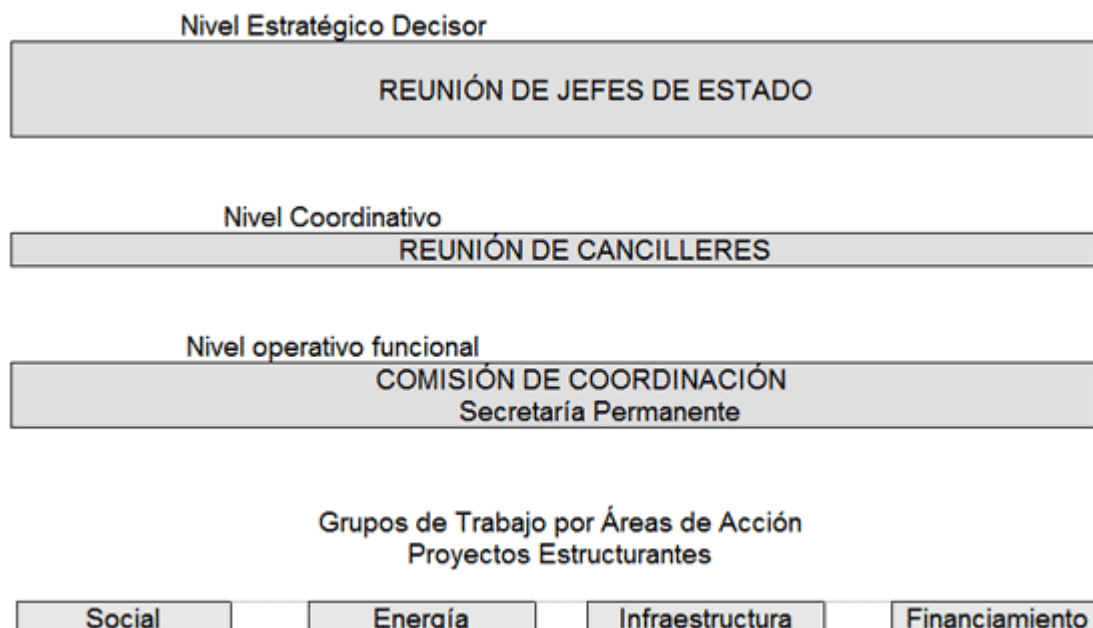 Nivel Estratégico Decisor
REUNIÓN DE JEFES DE ESTADO
Nivel Coordinativo
REUNIÓN DE CANCILLERES
Nivel operativo funcional
COMISIÓN DE COORDINACIÓN
Secretaría Permanente
Grupos de Trabajo por Áreas de Acción
Proyectos Estructurantes
Social
Energía
Infraestructura
Financiamiento